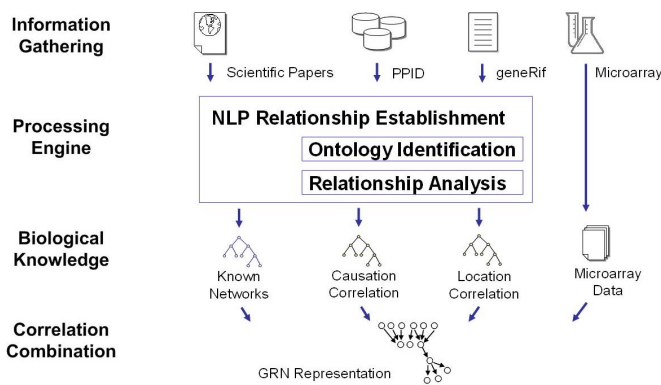 Information
Gathering
Scientific Papers
PPID
geneRif
Microarray
Processing
Engine
NLP Relationship Establishment
Ontology Identification
Relationship Analysis
Biological
Knowledge
Known
Networks
Causation
Correlation
Location
Correlation
Microarray
Data
Correlation
Combination
GRN Representation